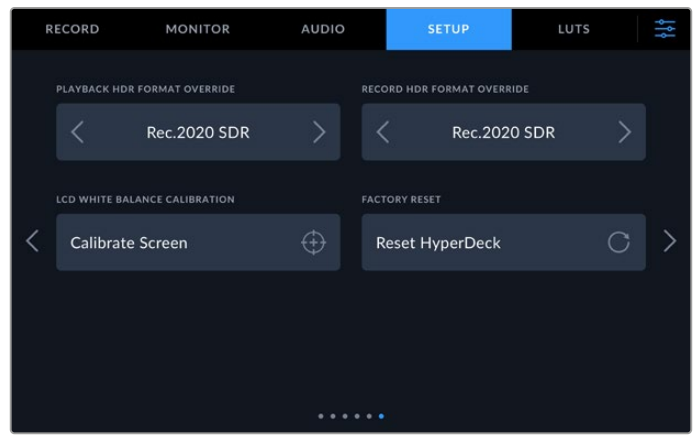 RECORD MONITOR AUDIO SETUP LUTS
PLAYBACK HDR FORMAT OVERRIDE RECORD HDR FORMAT OVERRIDE
Rec.2020 SDR Rec.2020 SDR
LCD WHITE BALANCE CALIBRATION FACTORY RESET
Calibrate Screen Reset HyperDeck